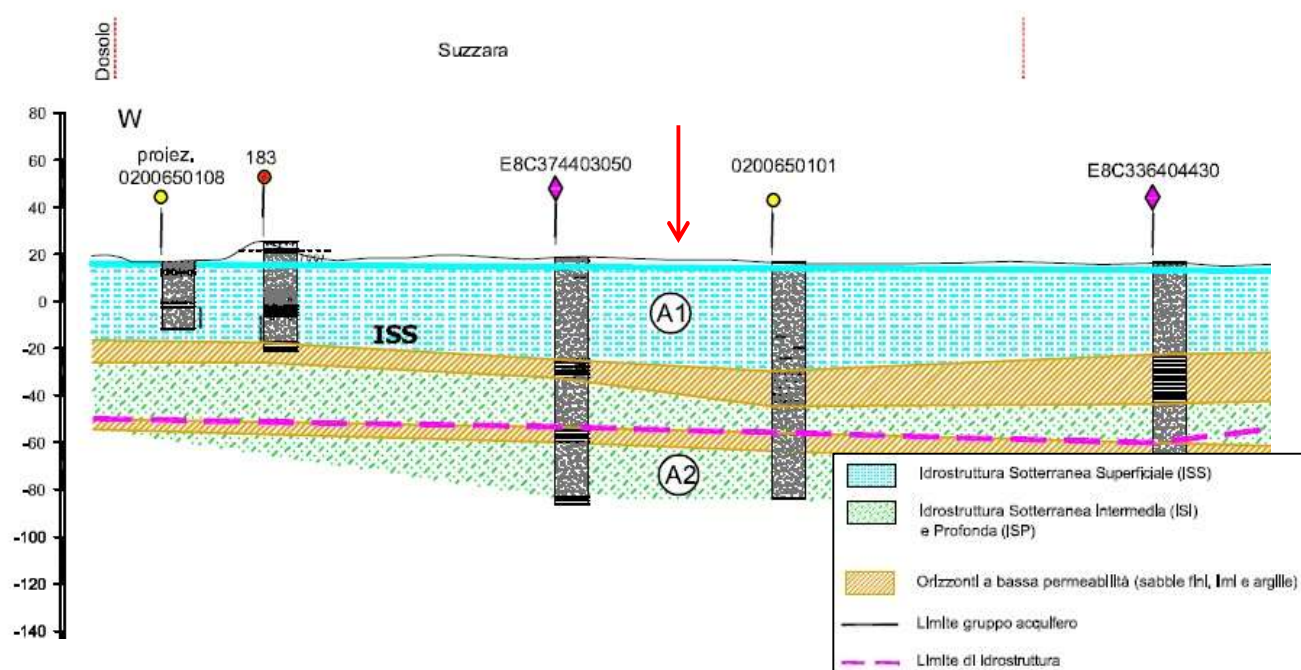 Dosolo
Suzzara
W
80
60
40
20
0
-20
-40
-60
-80
-100
-120
-140
proiez.
0200650108
183
E8C374403050
0200650101
E8C336404430
A1
ISS
A2
Idrostruttura Sotterranea Superficiale (ISS)
Idrostruttura Sotterranea Intermedia (ISI)
e Profonda (ISP)
Orizzonti a bassa permeabilità (sabbie fini, limi e argille)
Limite gruppo acquifero
Limite di idrostruttura